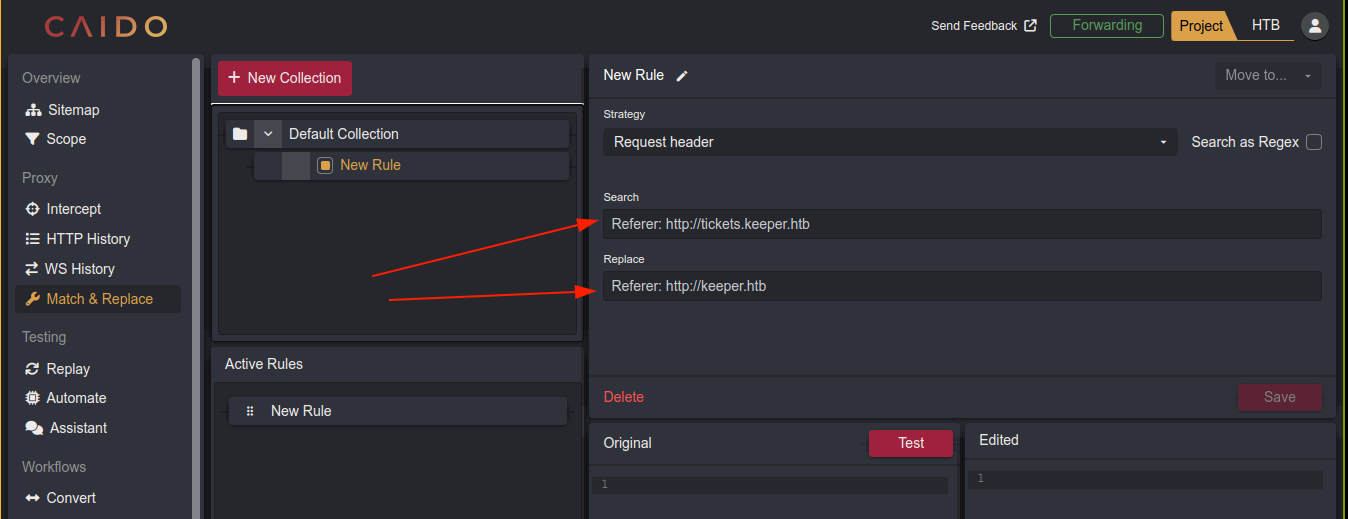 CAIDO
Send Feedback
Forwarding
Project
HTB
Overview
Sitemap
Scope
Proxy
Intercept
HTTP History
WS History
Match & Replace
Testing
Replay
Automate
Assistant
Workflows
Convert
+ New Collection
Default Collection
New Rule
Active Rules
New Rule
New Rule
Move to...
Strategy
Request header
Search as Regex
Search
Referer: http://tickets.keeper.htb
Replace
Referer: http://keeper.htb
Delete
Save
Original
Test
1
Edited
1